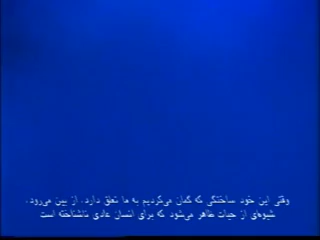 وقتی این خود ساختگی که گمان می‌کردیم به ما تعلق دارد، از بین می‌رود،
شیوه‌ای از حیات ظاهر می‌شود که برای انسان عادی ناشناخته است